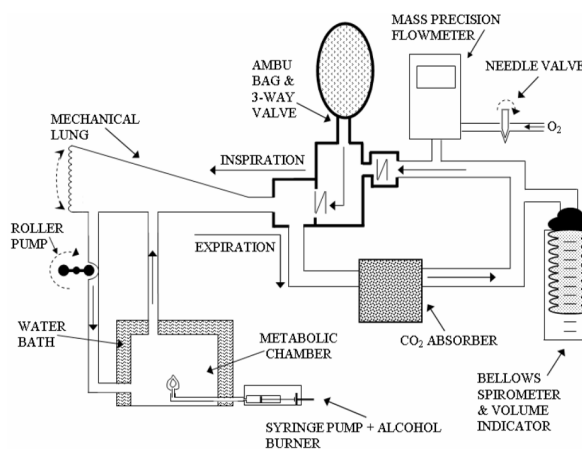 MASS PRECISION
FLOWMETER
NEEDLE VALVE
O2
AMBU
BAG &
3-WAY
VALVE
MECHANICAL
LUNG
INSPIRATION
ROLLER
PUMP
EXPIRATION
WATER
BATH
METABOLIC
CHAMBER
CO2 ABSORBER
SYRINGE PUMP + ALCOHOL
BURNER
BELLOWS
SPIROMETER
& VOLUME
INDICATOR